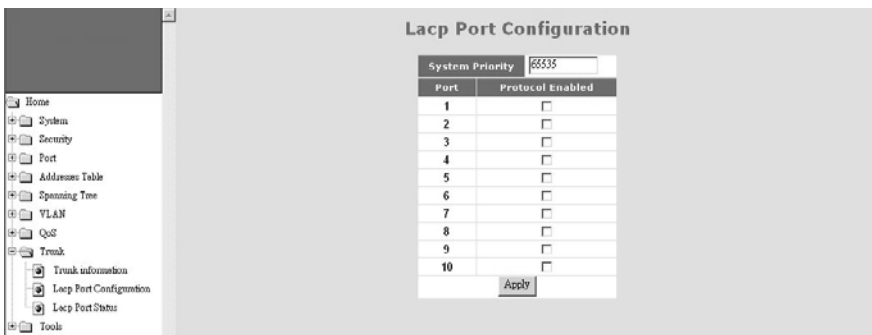 Lacp Port Configuration
System Priority 65535
Port Protocol Enabled
1
2
3
4
5
6
7
8
9
10
Apply
Home
System
Security
Port
Addresses Table
Spanning Tree
VLAN
QoS
Trunk
Trunk information
Lacp Port Configuration
Lacp Port Status
Tools